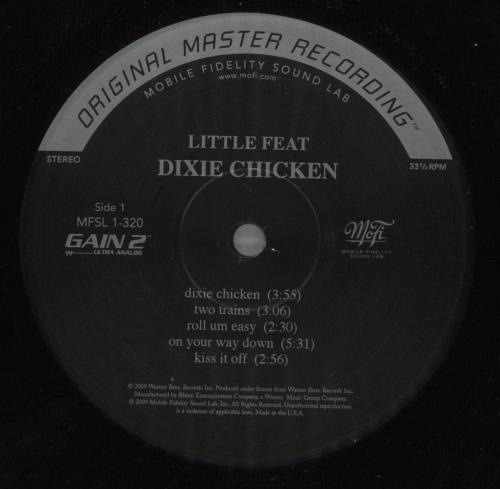 ORIGINAL MASTER RECORDING™
MOBILE FIDELITY SOUND LAB
www.mofi.com
LITTLE FEAT
DIXIE CHICKEN
STEREO
33⅓ RPM
Side 1
MFSL 1-320
GAIN 2™
ULTRA ANALOG
MoFi
MOBILE FIDELITY
SOUND LAB
dixie chicken (3:55)
two trains (3:06)
roll um easy (2:30)
on your way down (5:31)
kiss it off (2:56)
℗ 2009 Warner Bros. Records Inc. Produced under license from Warner Bros. Records Inc.
Manufactured by Rhino Entertainment Company, a Warner Music Group Company.
© 2009 Mobile Fidelity Sound Lab, Inc. All Rights Reserved. Unauthorized reproduction
is a violation of applicable laws. Made in the U.S.A.